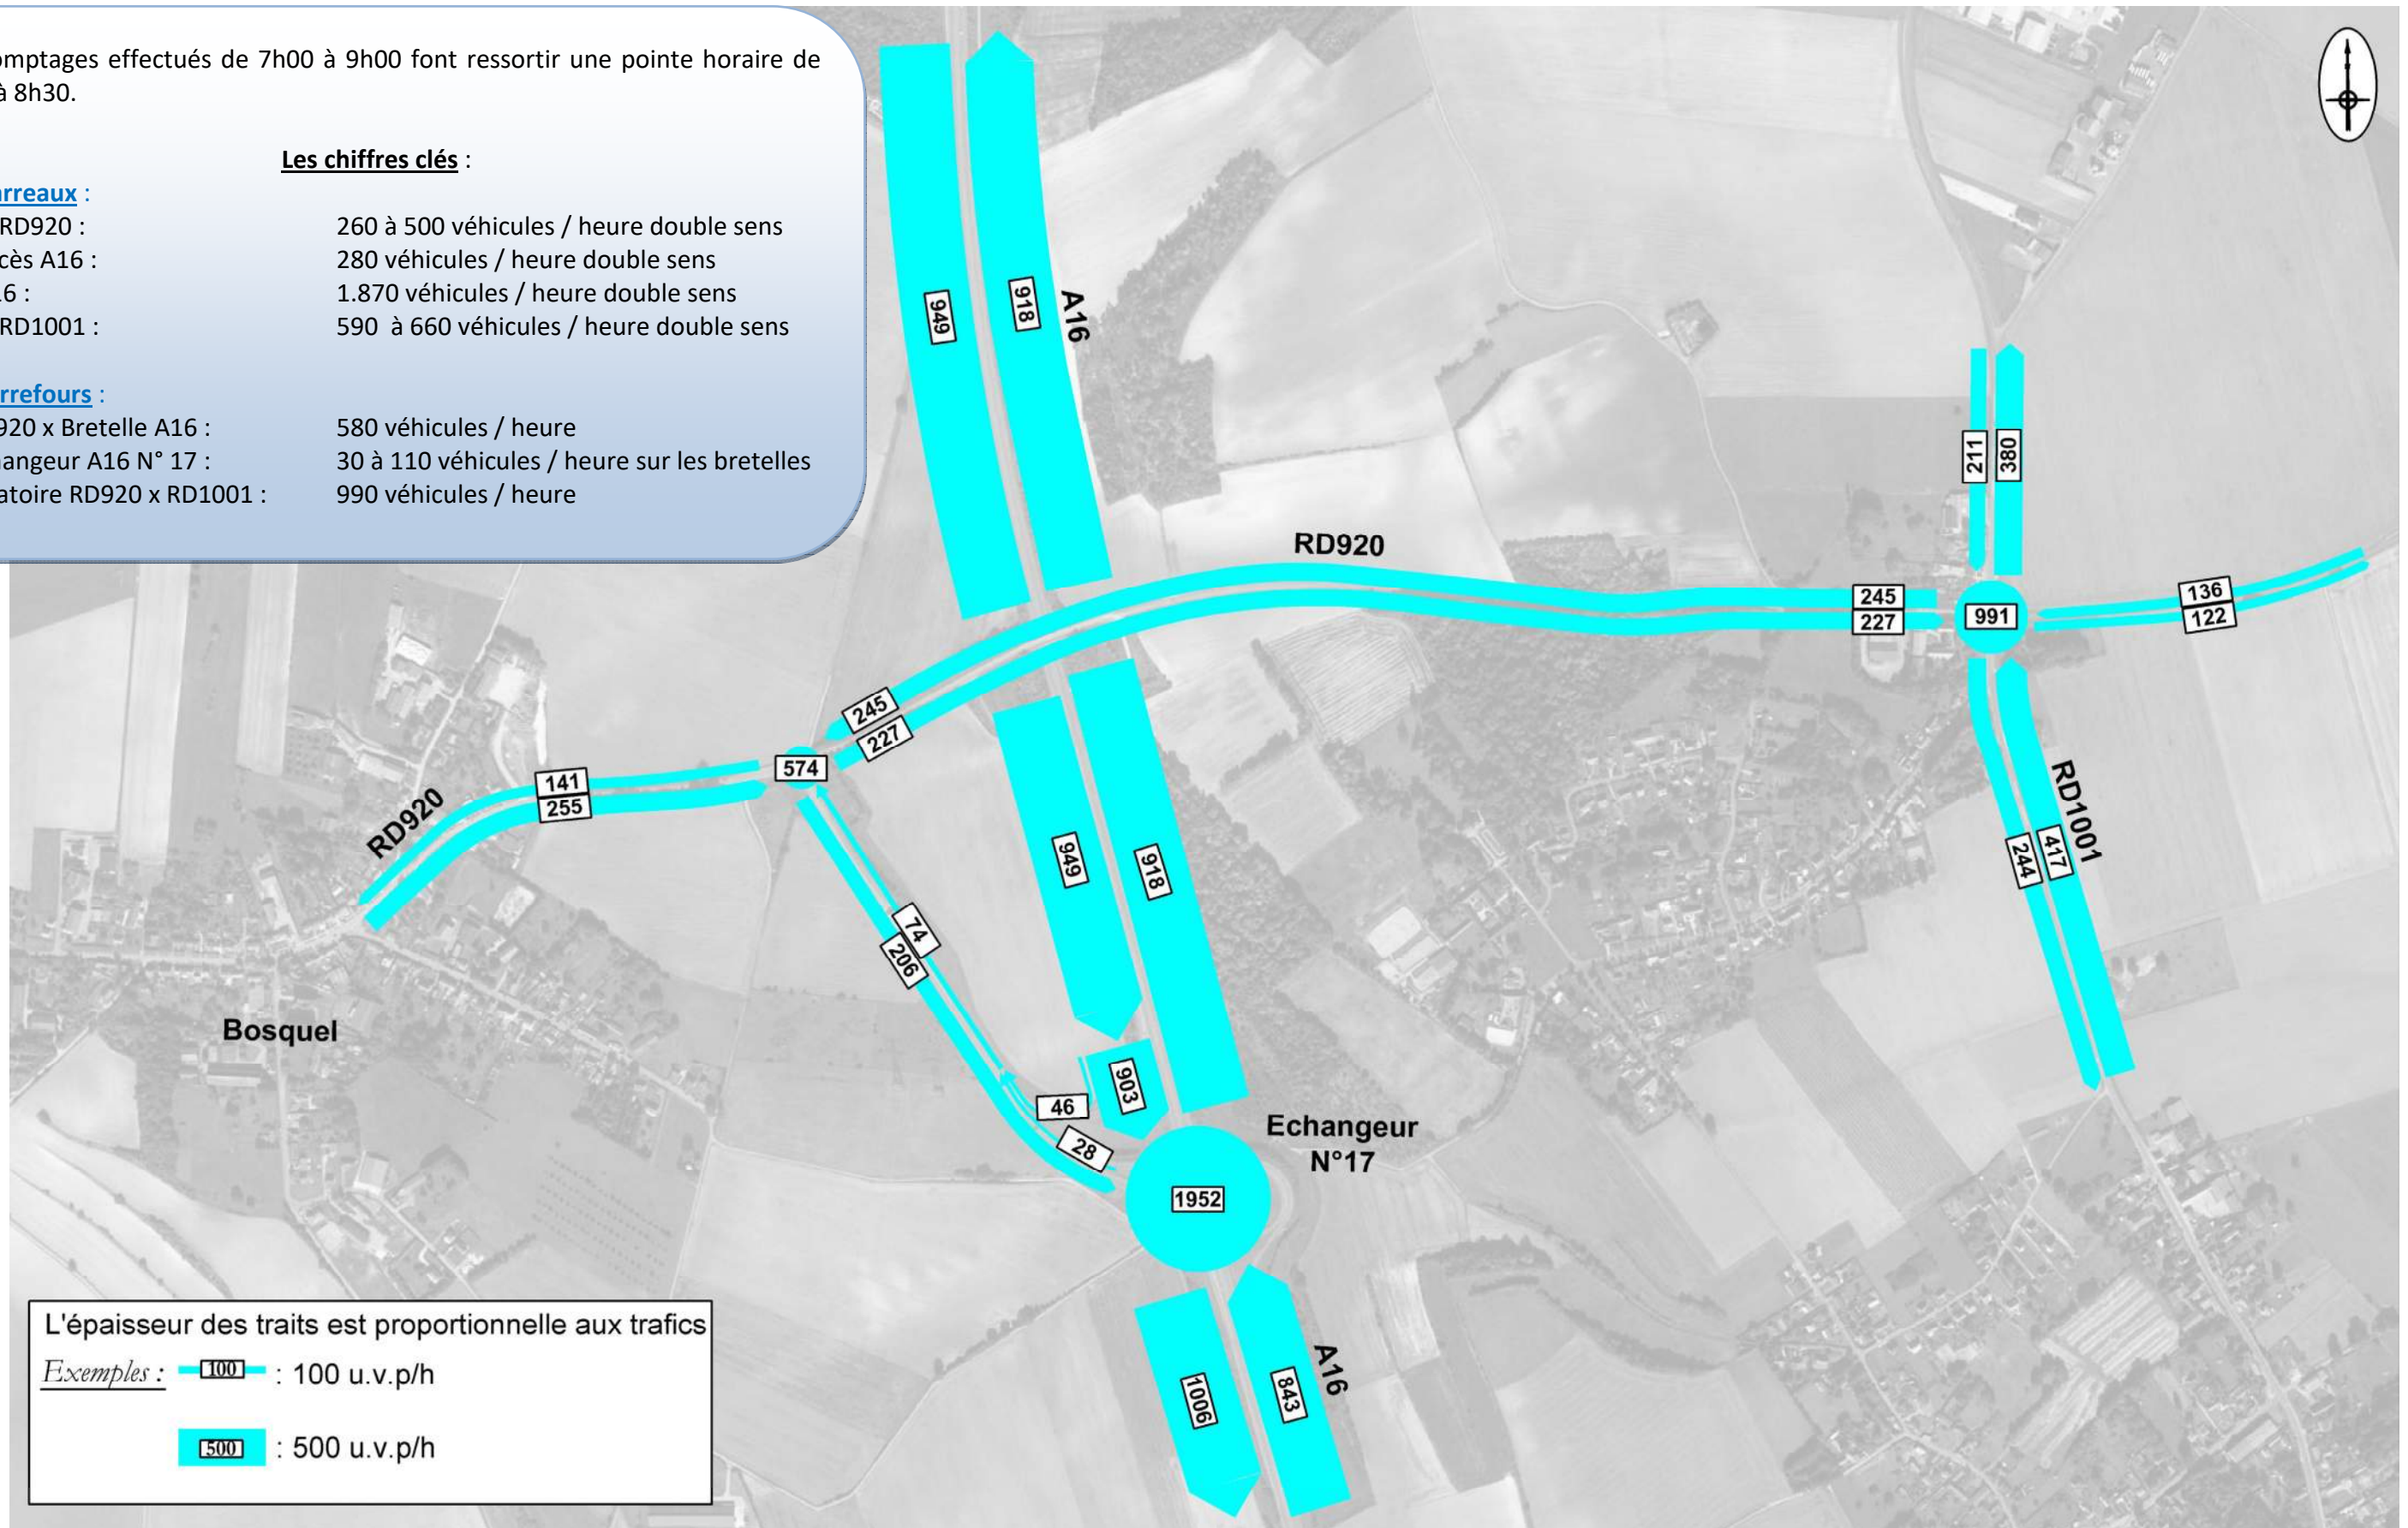 omptages effectués de 7h00 à 9h00 font ressortir une pointe horaire de
à 8h30.
Les chiffres clés :
arreaux :
RD920 : 260 à 500 véhicules / heure double sens
cès A16 : 280 véhicules / heure double sens
16 : 1.870 véhicules / heure double sens
RD1001 : 590 à 660 véhicules / heure double sens
rrefours :
920 x Bretelle A16 : 580 véhicules / heure
hangeur A16 N° 17 : 30 à 110 véhicules / heure sur les bretelles
atoire RD920 x RD1001 : 990 véhicules / heure
949
918
A16
211
380
RD920
245
227
991
136
122
245
227
574
141
255
RD920
949
918
RD1001
244
417
74
206
Bosquel
903
46
28
Echangeur
N°17
1952
1006
843
A16
L'épaisseur des traits est proportionnelle aux trafics
Exemples : 100 : 100 u.v.p/h
500 : 500 u.v.p/h